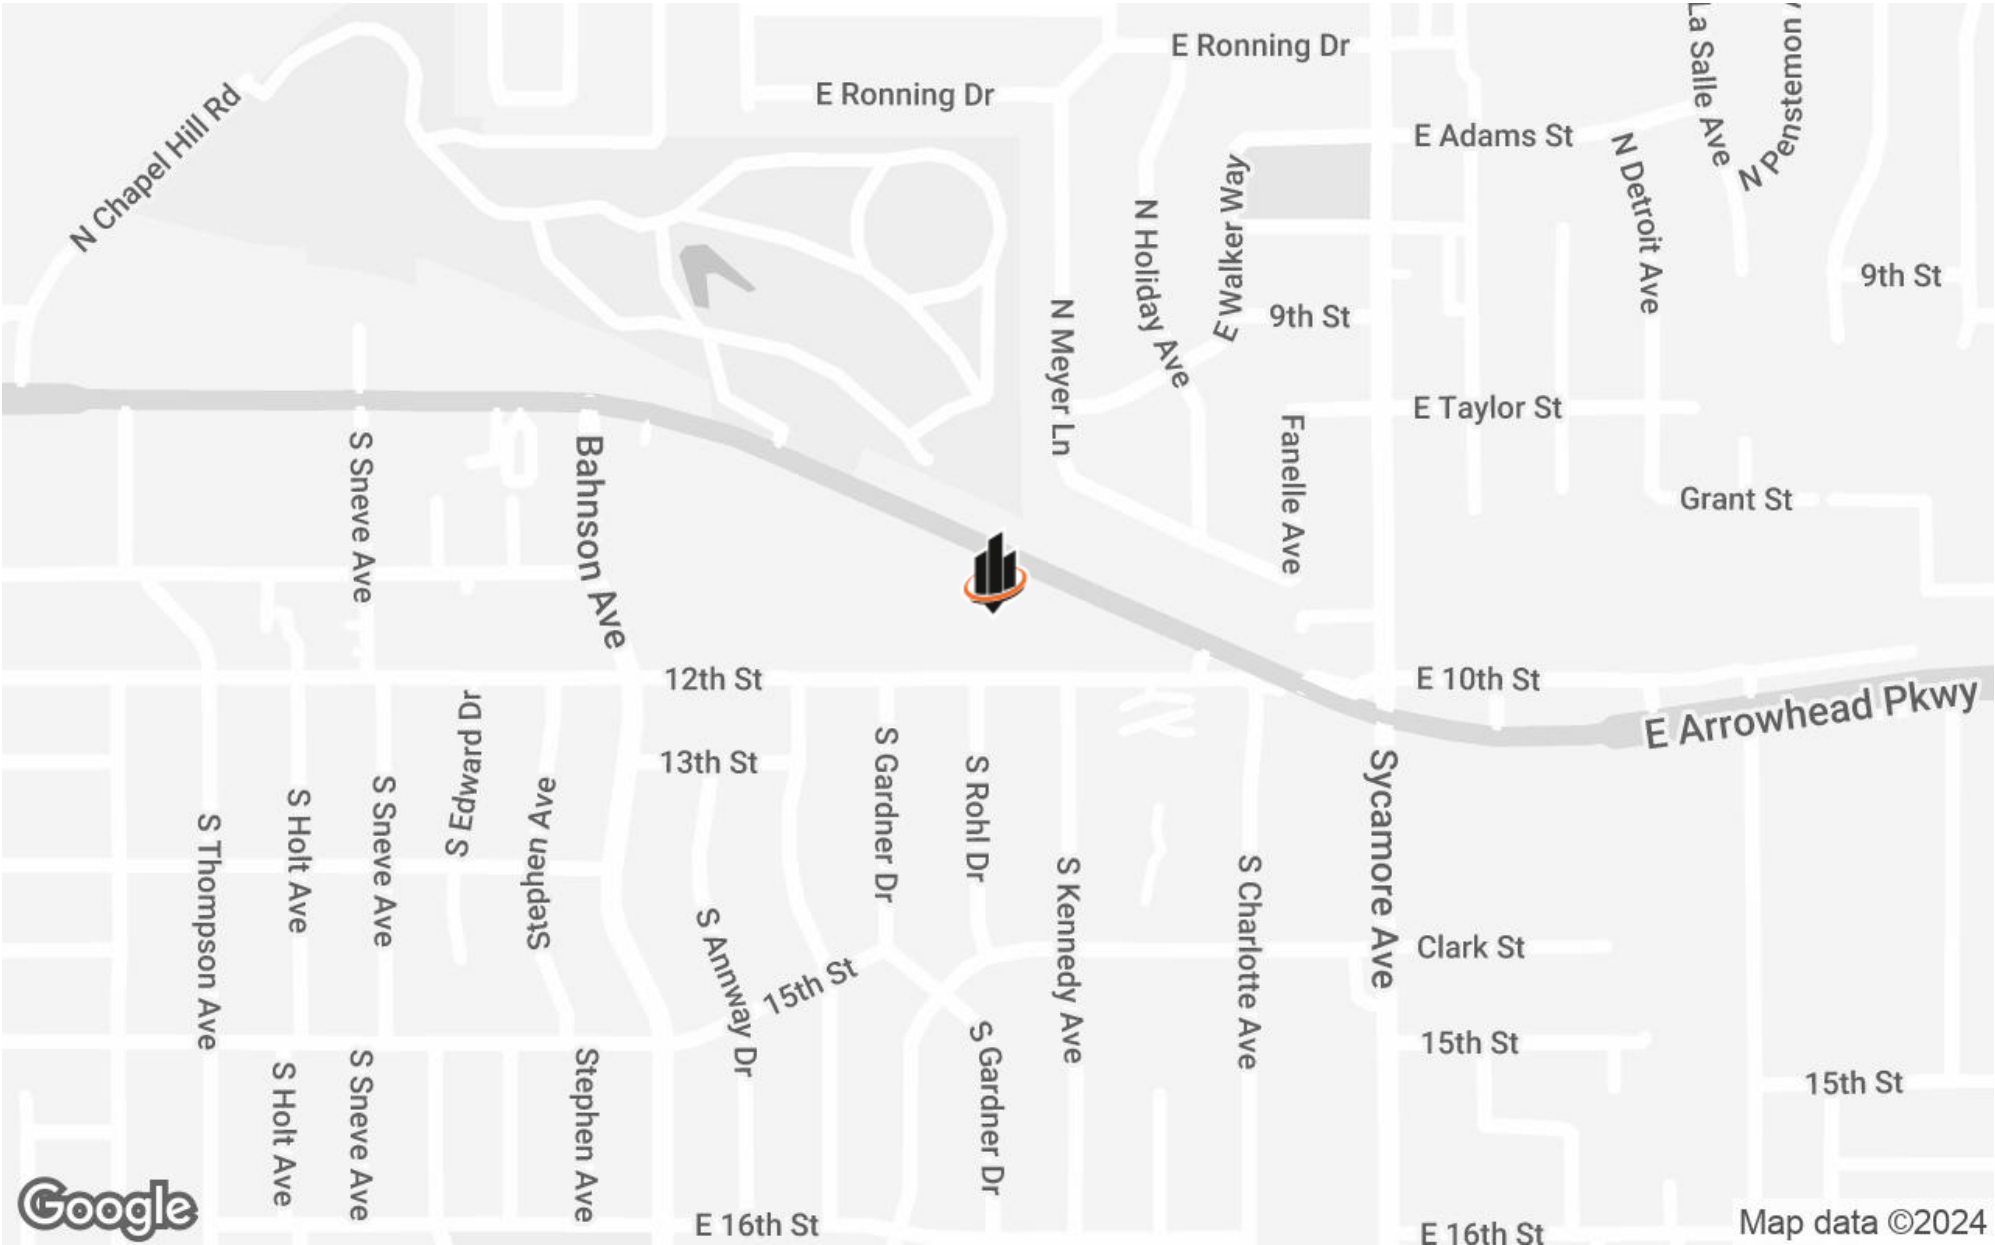 E Ronning Dr
E Ronning Dr
La Salle Ave
N Chapel Hill Rd
E Adams St
N Detroit Ave
E Walker Way
N Holiday Ave
9th St
9th St
N Meyer Ln
E Taylor St
Fanelle Ave
S Sneve Ave
Bahnson Ave
Grant St
12th St
E 10th St
E Arrowhead Pkwy
S Edward Dr
13th St
S Gardner Dr
S Rohl Dr
Sycamore Ave
S Thompson Ave
S Holt Ave
S Sneve Ave
Stephen Ave
S Kennedy Ave
S Charlotte Ave
S Annway Dr
15th St
Clark St
S Gardner Dr
15th St
15th St
S Holt Ave
S Sneve Ave
Stephen Ave
Google
E 16th St
E 16th St
Map data ©2024